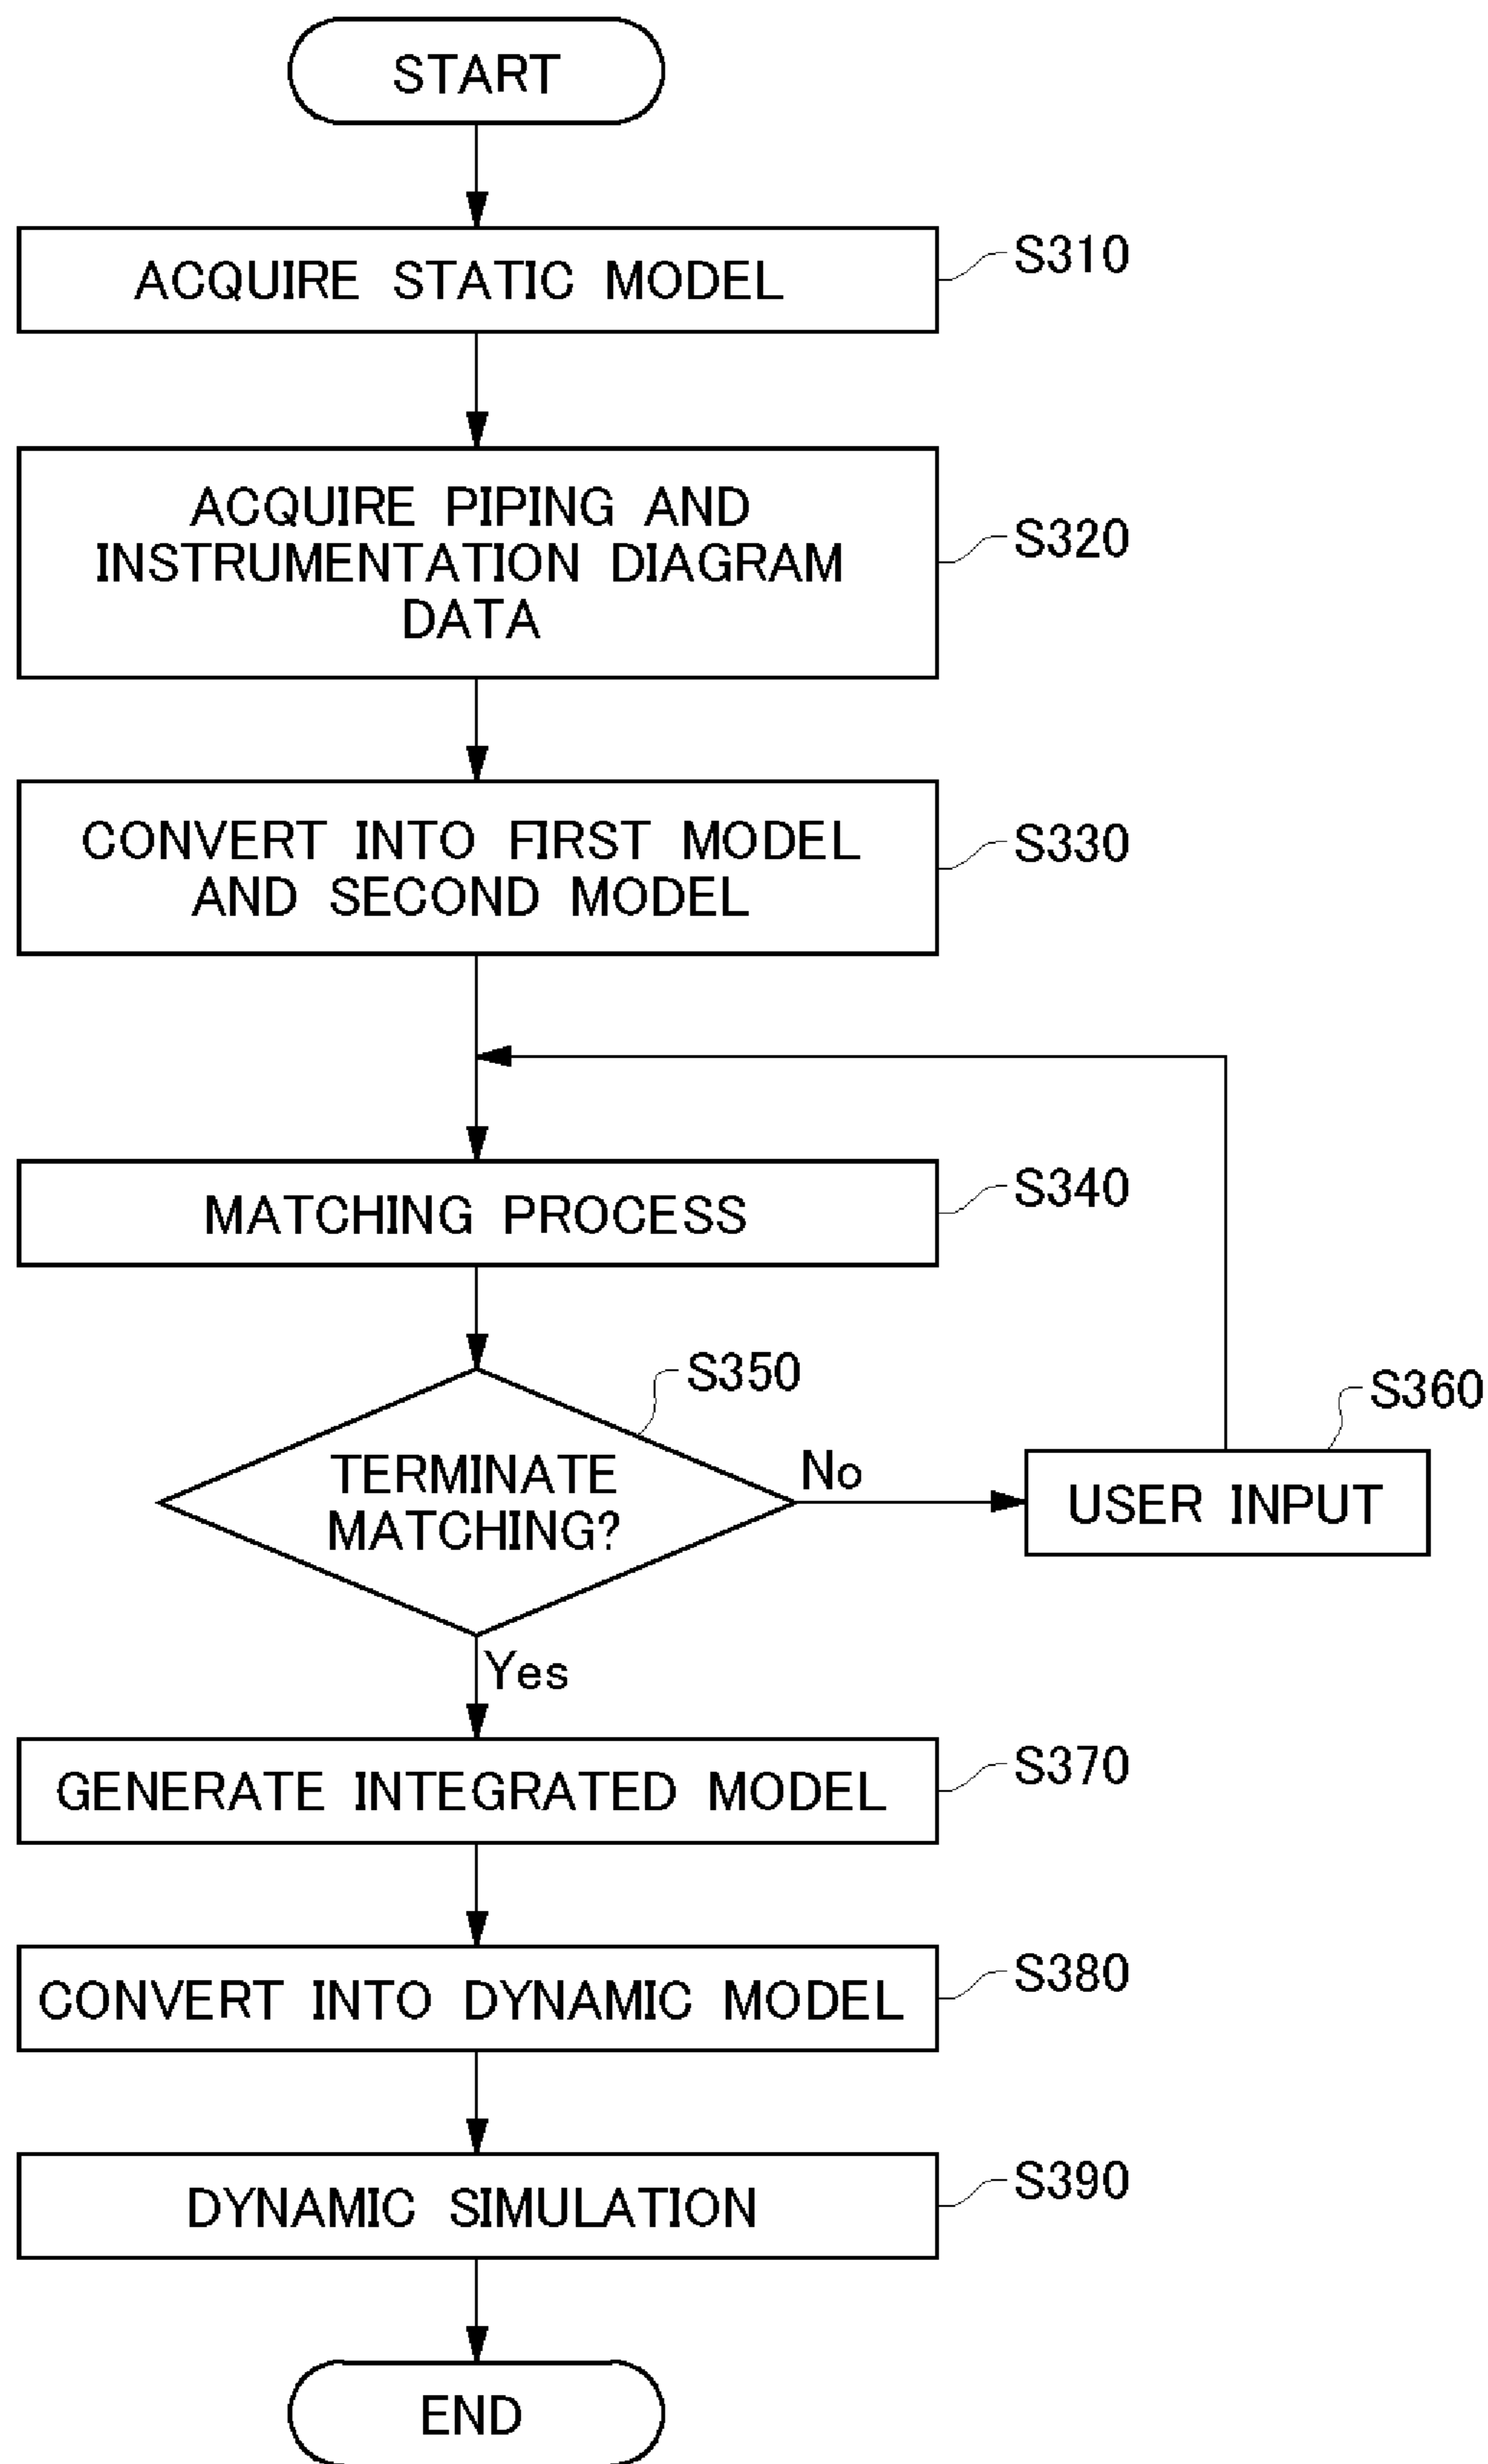 START
ACQUIRE STATIC MODEL
S310
ACQUIRE PIPING AND
INSTRUMENTATION DIAGRAM
DATA
S320
CONVERT INTO FIRST MODEL
AND SECOND MODEL
S330
MATCHING PROCESS
S340
TERMINATE
MATCHING?
S350
No
USER INPUT
S360
Yes
GENERATE INTEGRATED MODEL
S370
CONVERT INTO DYNAMIC MODEL
S380
DYNAMIC SIMULATION
S390
END